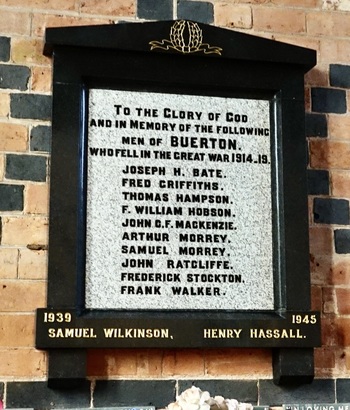 To the Glory of God
and in Memory of the following
men of Buerton.
who fell in the Great War 1914-19.
Joseph H. Bate.
Fred Griffiths.
Thomas Hampson.
F. William Hobson.
John C.F. Mackenzie.
Arthur Morrey.
Samuel Morrey.
John Ratcliffe.
Frederick Stockton.
Frank Walker.
1939 1945
Samuel Wilkinson, Henry Hassall.